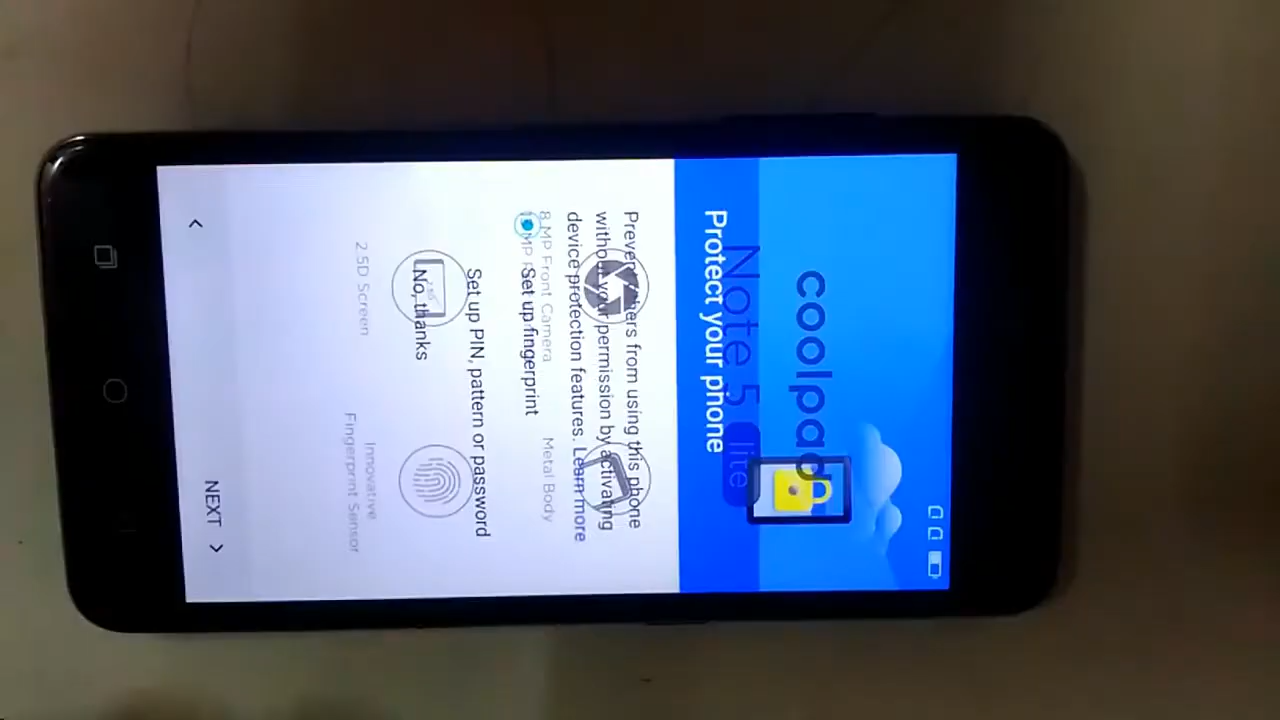 coolpad
Note 5 lite
Protect your phone
Prevent others from using this phone
without your permission by activating
device protection features. Learn more
8 MP Front Camera
Metal Body
Set up fingerprint
Set up PIN, pattern or password
No, thanks
2.5D Screen
Innovative
Fingerprint Sensor
NEXT